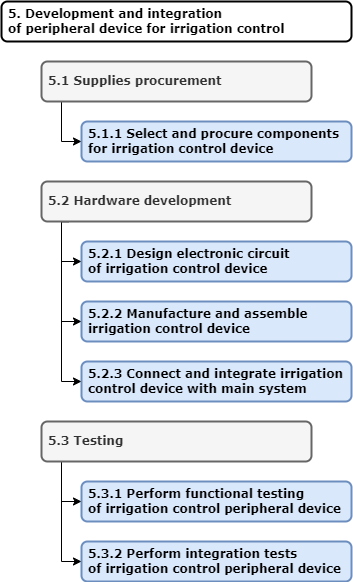 5. Development and integration
of peripheral device for irrigation control
5.1 Supplies procurement
5.1.1 Select and procure components
for irrigation control device
5.2 Hardware development
5.2.1 Design electronic circuit
of irrigation control device
5.2.2 Manufacture and assemble
irrigation control device
5.2.3 Connect and integrate irrigation
control device with main system
5.3 Testing
5.3.1 Perform functional testing
of irrigation control peripheral device
5.3.2 Perform integration tests
of irrigation control peripheral device